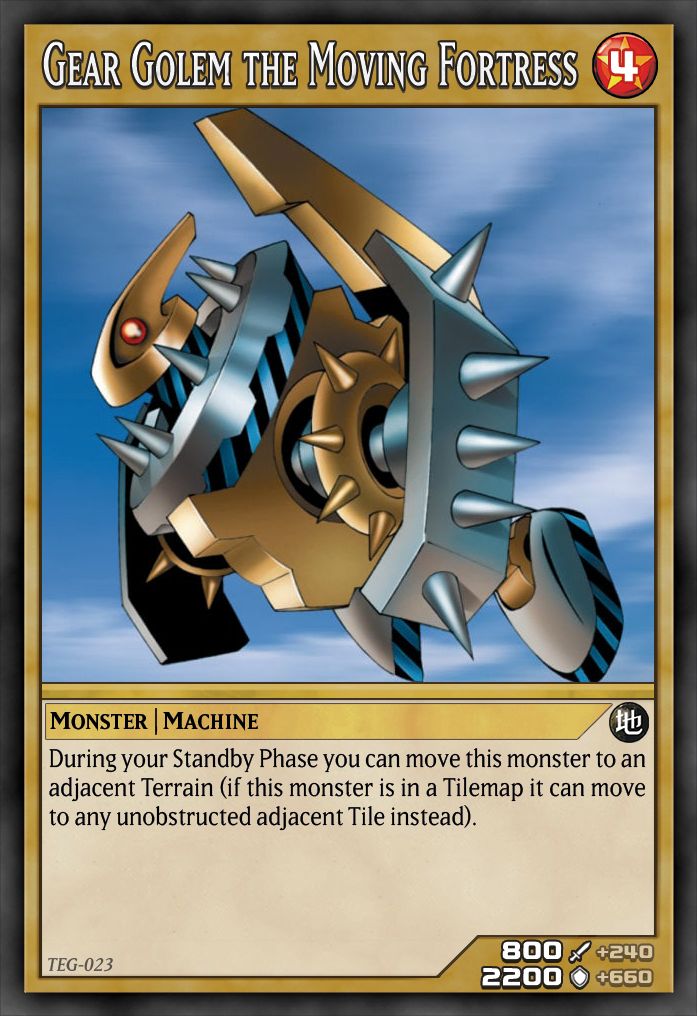 Gear Golem the Moving Fortress 4
Monster | Machine
During your Standby Phase you can move this monster to an
adjacent Terrain (if this monster is in a Tilemap it can move
to any unobstructed adjacent Tile instead).
800 +240
TEG-023 2200 +660